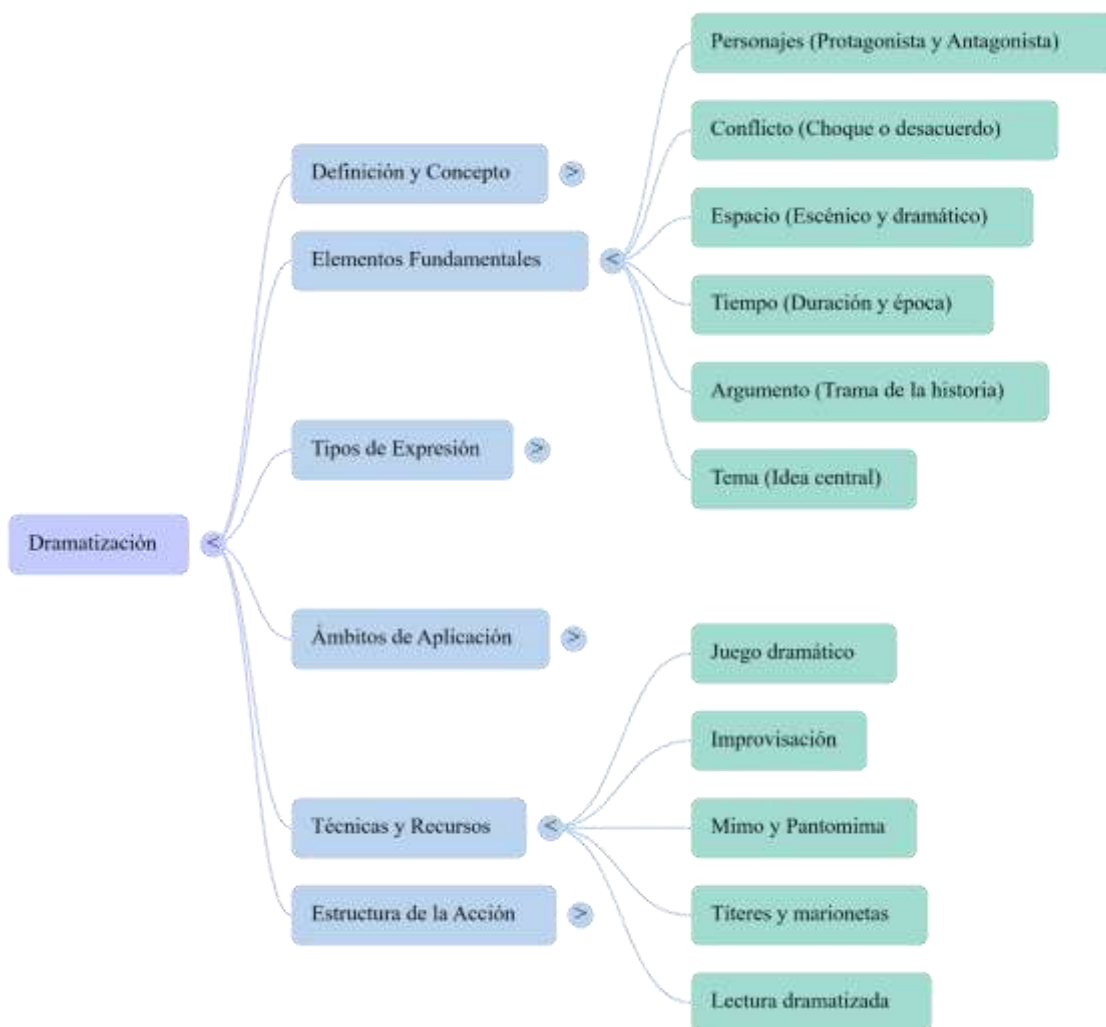 Dramatización
Definición y Concepto
>
Elementos Fundamentales
<
Personajes (Protagonista y Antagonista)
Conflicto (Choque o desacuerdo)
Espacio (Escénico y dramático)
Tiempo (Duración y época)
Argumento (Trama de la historia)
Tema (Idea central)
Tipos de Expresión
>
<
Ámbitos de Aplicación
>
Técnicas y Recursos
<
Juego dramático
Improvisación
Mimo y Pantomima
Títeres y marionetas
Lectura dramatizada
Estructura de la Acción
>